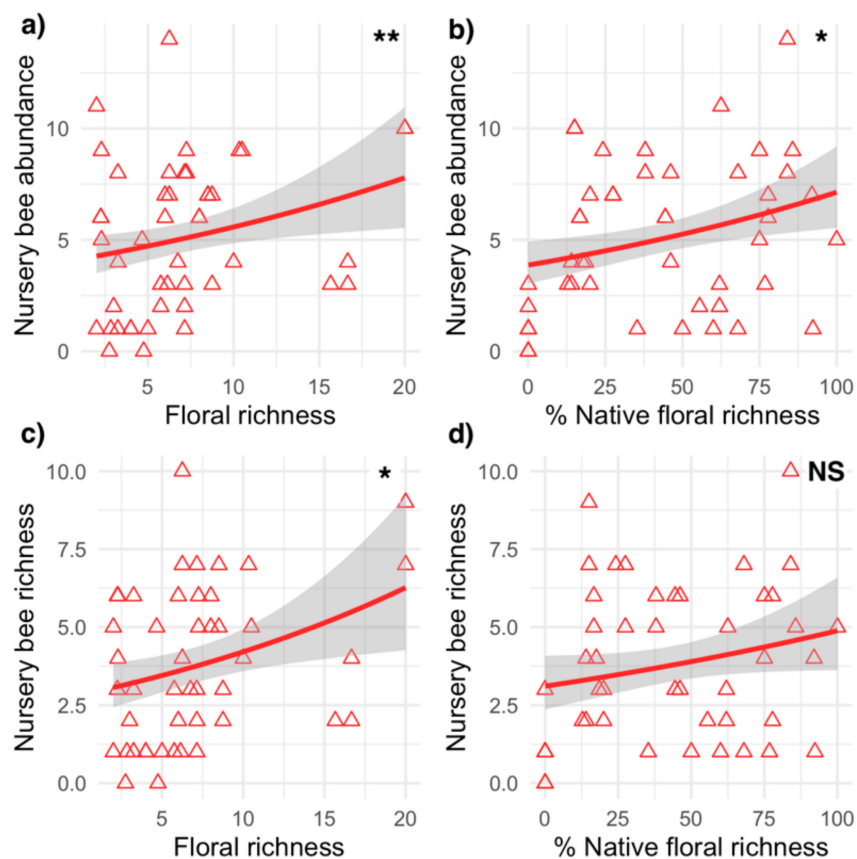 a)
**
Nursery bee abundance
10
5
0
5
10
15
20
Floral richness
b)
*
Nursery bee abundance
10
5
0
0
25
50
75
100
% Native floral richness
c)
*
Nursery bee richness
10.0
7.5
5.0
2.5
0.0
5
10
15
20
Floral richness
d)
NS
Nursery bee richness
10.0
7.5
5.0
2.5
0.0
0
25
50
75
100
% Native floral richness